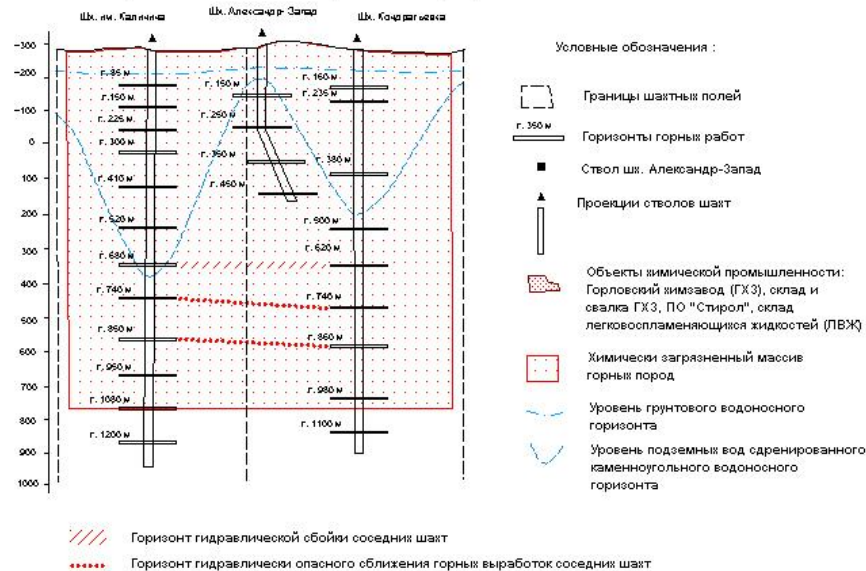 Шх. им. Калинина
Шх. Александр- Запад
Шх. Кондратьевка
-300
-200
-100
0
100
200
300
400
500
600
700
800
900
1000
г. 85 м
г. 150 м
г. 225 м
г. 300 м
г. 410 м
г. 520 м
г. 680 м
г. 740 м
г. 860 м
г. 950 м
г. 1080 м
г. 1200 м
г. 150 м
г. 250 м
г. 350 м
г. 450 м
г. 160 м
г. 235 м
г. 380 м
г. 500 м
г. 620 м
г. 740 м
г. 860 м
г. 980 м
г. 1100 м
Условные обозначения :
Границы шахтных полей
г. 350 м
Горизонты горных работ
Ствол шх. Александр-Запад
Проекции стволов шахт
Объекты химической промышленности:
Горловский химзавод (ГХЗ), склад и
свалка ГХЗ, ПО "Стирол", склад
легковоспламеняющихся жидкостей (ЛВЖ)
Химически загрязненный массив
горных пород
Уровень грунтового водоносного
горизонта
Уровень подземных вод сдренированного
каменноугольного водоносного
горизонта
Горизонт гидравлической сбойки соседних шахт
Горизонт гидравлически опасного сближения горных выработок соседних шахт